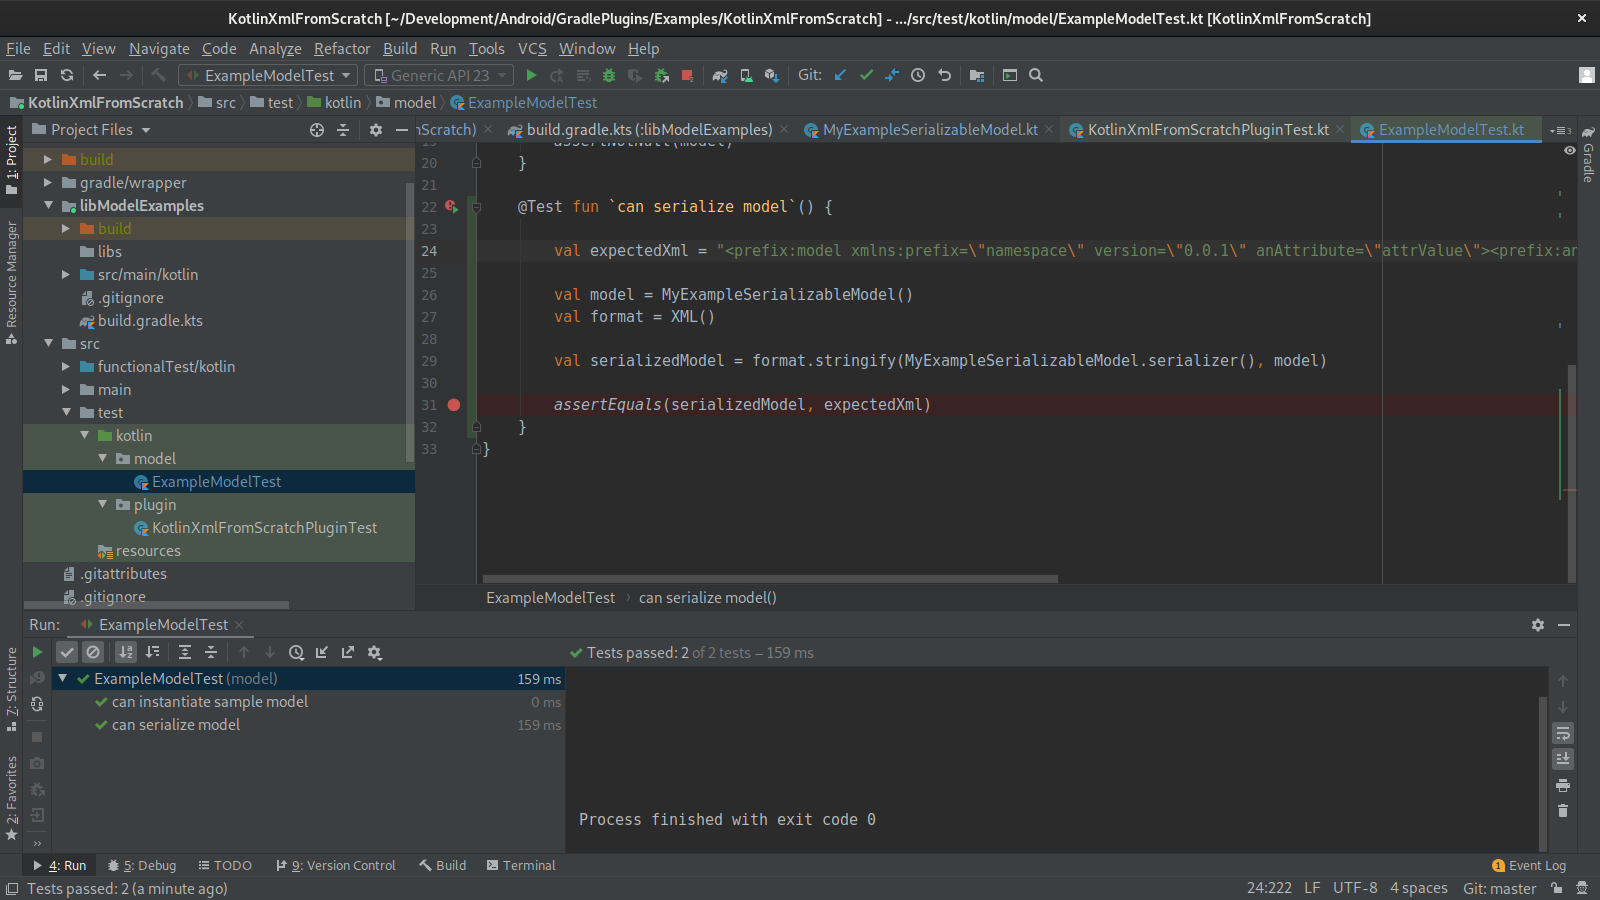 KotlinXmlFromScratch [~/Development/Android/GradlePlugins/Examples/KotlinXmlFromScratch] - .../src/test/kotlin/model/ExampleModelTest.kt [KotlinXmlFromScratch]
File Edit View Navigate Code Analyze Refactor Build Run Tools VCS Window Help
ExampleModelTest Generic API 23 Git:
KotlinXmlFromScratch src test kotlin model ExampleModelTest
1: Project
Resource Manager
Z: Structure
2: Favorites
Project Files
build
gradle/wrapper
libModelExamples
build
libs
src/main/kotlin
.gitignore
build.gradle.kts
src
functionalTest/kotlin
main
test
kotlin
model
ExampleModelTest
plugin
KotlinXmlFromScratchPluginTest
resources
.gitattributes
.gitignore
nScratch) build.gradle.kts (:libModelExamples) MyExampleSerializableModel.kt KotlinXmlFromScratchPluginTest.kt ExampleModelTest.kt 3
Gradle
19 assertNotNull(model)
20 }
21
22 @Test fun `can serialize model`() {
23
24 val expectedXml = "<prefix:model xmlns:prefix=\"namespace\" version=\"0.0.1\" anAttribute=\"attrValue\"><prefix:an
25
26 val model = MyExampleSerializableModel()
27 val format = XML()
28
29 val serializedModel = format.stringify(MyExampleSerializableModel.serializer(), model)
30
31 assertEquals(serializedModel, expectedXml)
32 }
33 }
ExampleModelTest › can serialize model()
Run: ExampleModelTest
Tests passed: 2 of 2 tests – 159 ms
ExampleModelTest (model) 159 ms
can instantiate sample model 0 ms
can serialize model 159 ms
Process finished with exit code 0
4: Run 5: Debug TODO 9: Version Control Build Terminal 1 Event Log
Tests passed: 2 (a minute ago) 24:222 LF UTF-8 4 spaces Git: master